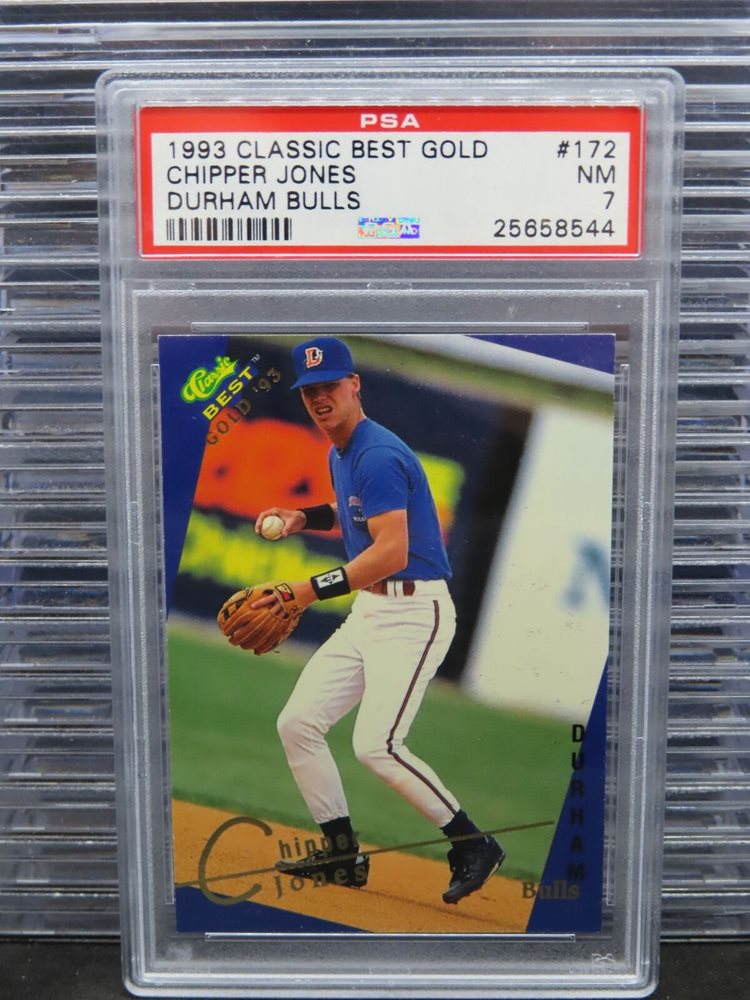 PSA
1993 CLASSIC BEST GOLD #172
CHIPPER JONES NM
DURHAM BULLS 7
25658544
Classic
BEST™
GOLD '93
D
DURHAM
Chipper
Jones
Bulls